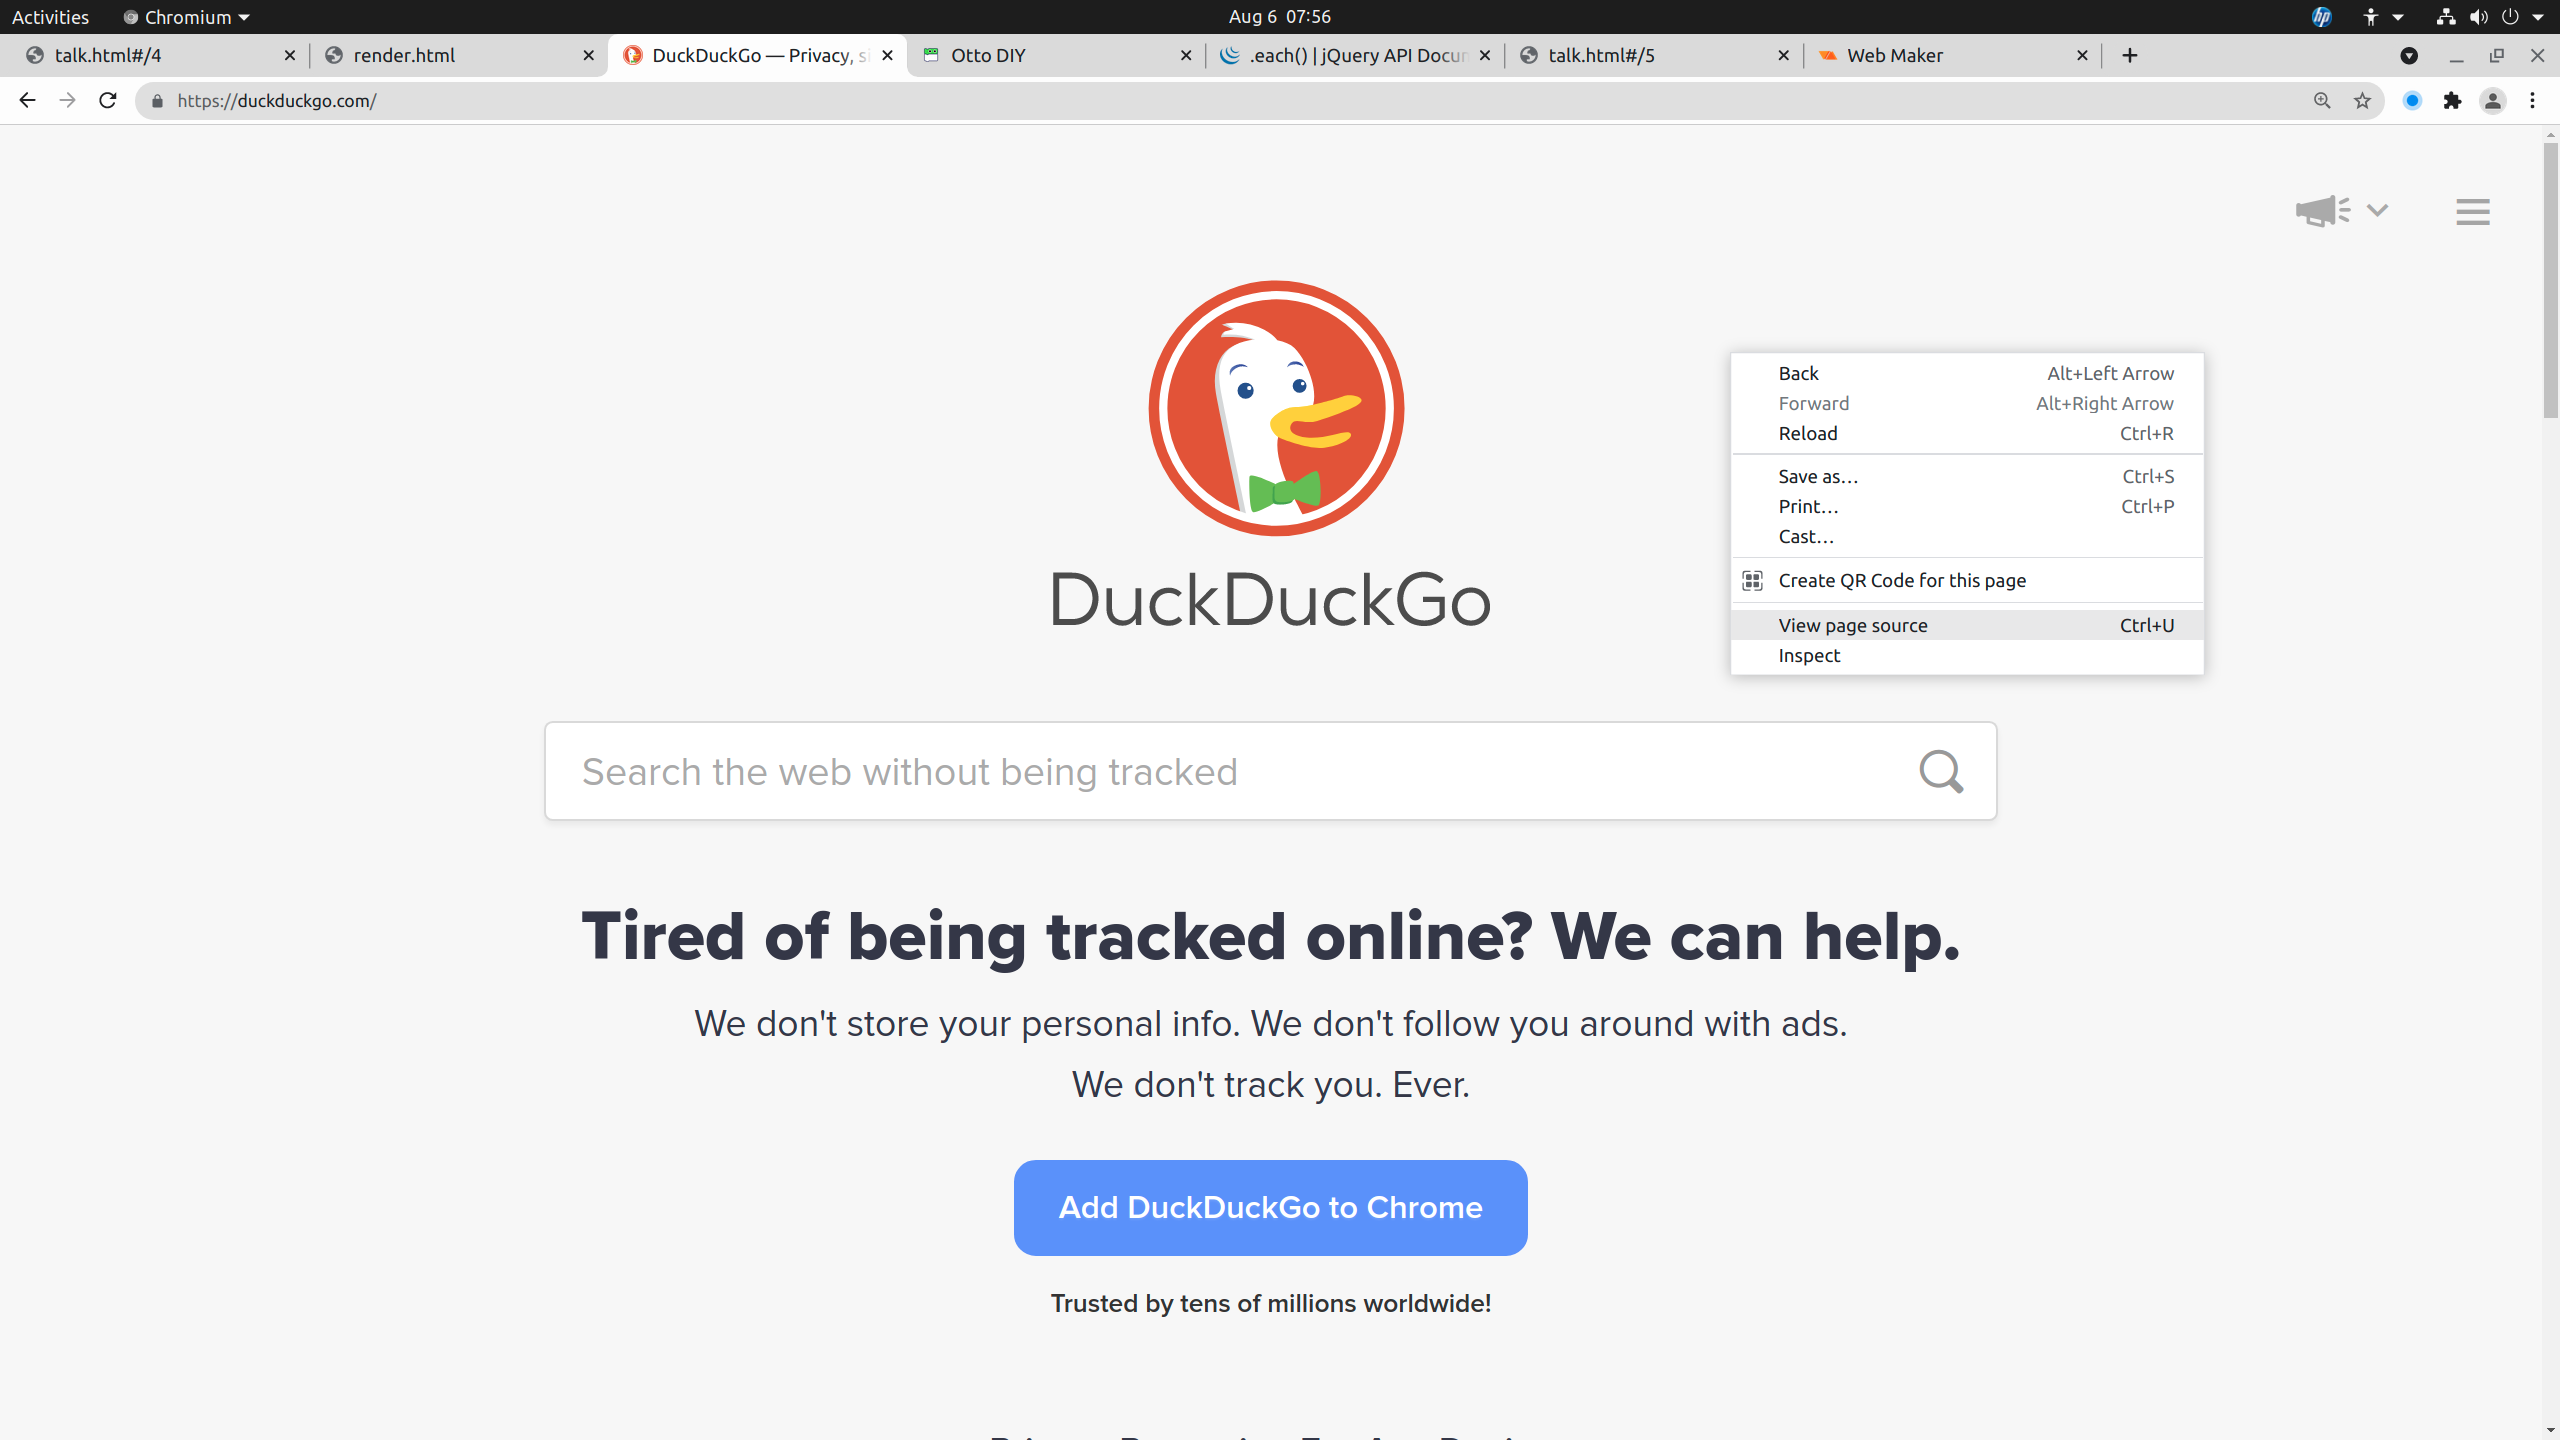 Activities
Chromium
Aug 6 07:56
talk.html#/4
render.html
DuckDuckGo — Privacy, si
Otto DIY
.each() | jQuery API Docum
talk.html#/5
Web Maker
https://duckduckgo.com/
Back Alt+Left Arrow
Forward Alt+Right Arrow
Reload Ctrl+R
Save as… Ctrl+S
Print… Ctrl+P
Cast…
Create QR Code for this page
View page source Ctrl+U
Inspect
DuckDuckGo
Search the web without being tracked
Tired of being tracked online? We can help.
We don't store your personal info. We don't follow you around with ads.
We don't track you. Ever.
Add DuckDuckGo to Chrome
Trusted by tens of millions worldwide!